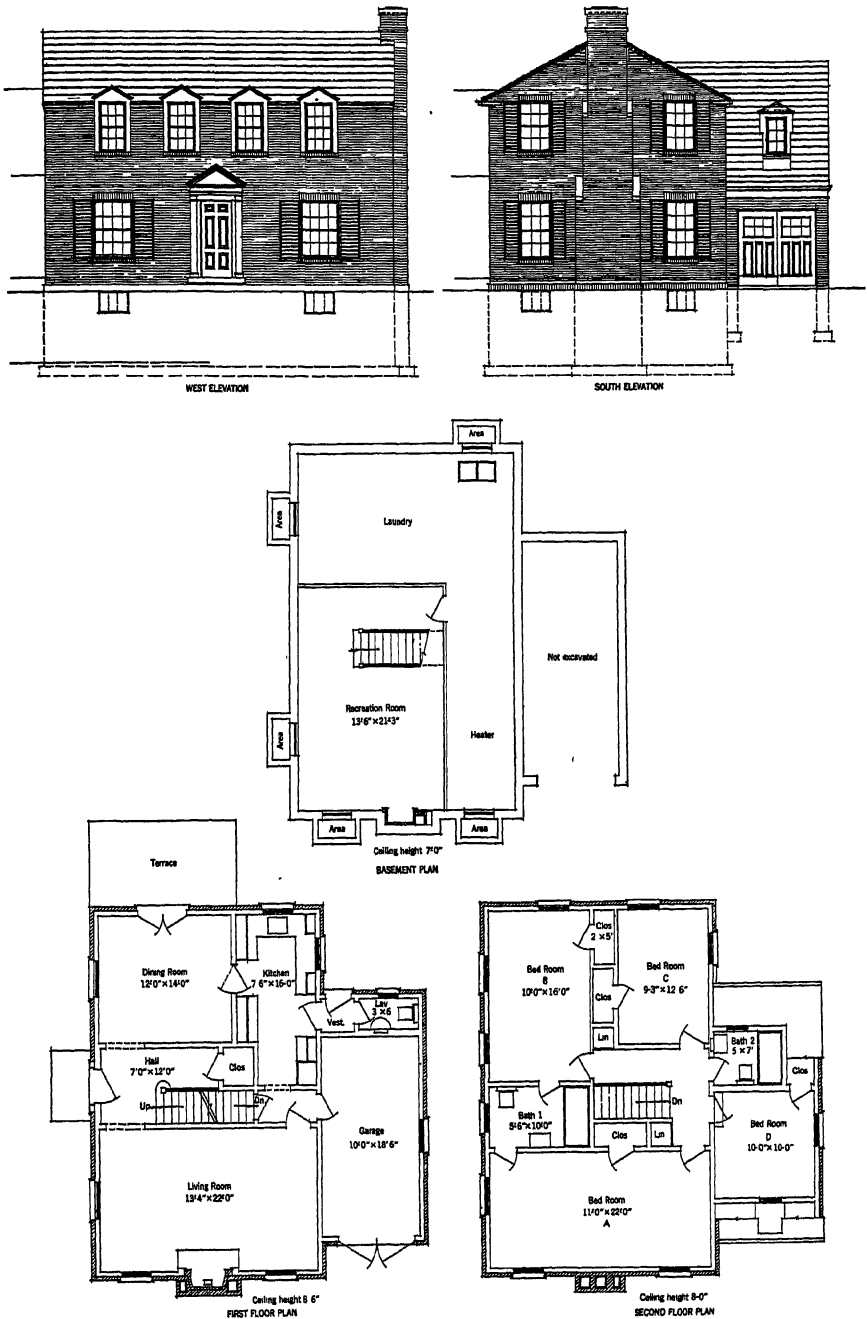 WEST ELEVATION
SOUTH ELEVATION
Area
Area
Laundry
Not excavated
Recreation Room
13'6"×21'3"
Area
Heater
Area
Area
Ceiling height 7'0"
BASEMENT PLAN
Terrace
Dining Room
12'0"×14'0"
Kitchen
7'6"×16'0"
Lav
3×6
Vest.
Hall
7'0"×12'0"
Clos
Up
Dn
Garage
10'0"×18'6"
Living Room
13'4"×22'0"
Ceiling height 8'6"
FIRST FLOOR PLAN
Clos
2×5'
Bed Room
B
10'0"×16'0"
Bed Room
C
9'-3"×12'6"
Clos
Lin
Bath 2
5×7'
Clos
Dn
Bath 1
5'6"×10'0"
Clos
Lin
Bed Room
D
10'-0"×10'-0"
Bed Room
11'0"×22'0"
A
Ceiling height 8'-0"
SECOND FLOOR PLAN